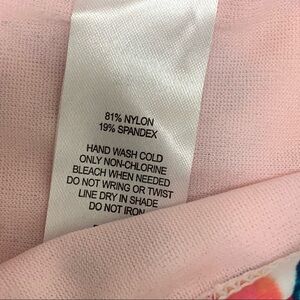 81% NYLON
19% SPANDEX
HAND WASH COLD
ONLY NON-CHLORINE
BLEACH WHEN NEEDED
DO NOT WRING OR TWIST
LINE DRY IN SHADE
DO NOT IRON